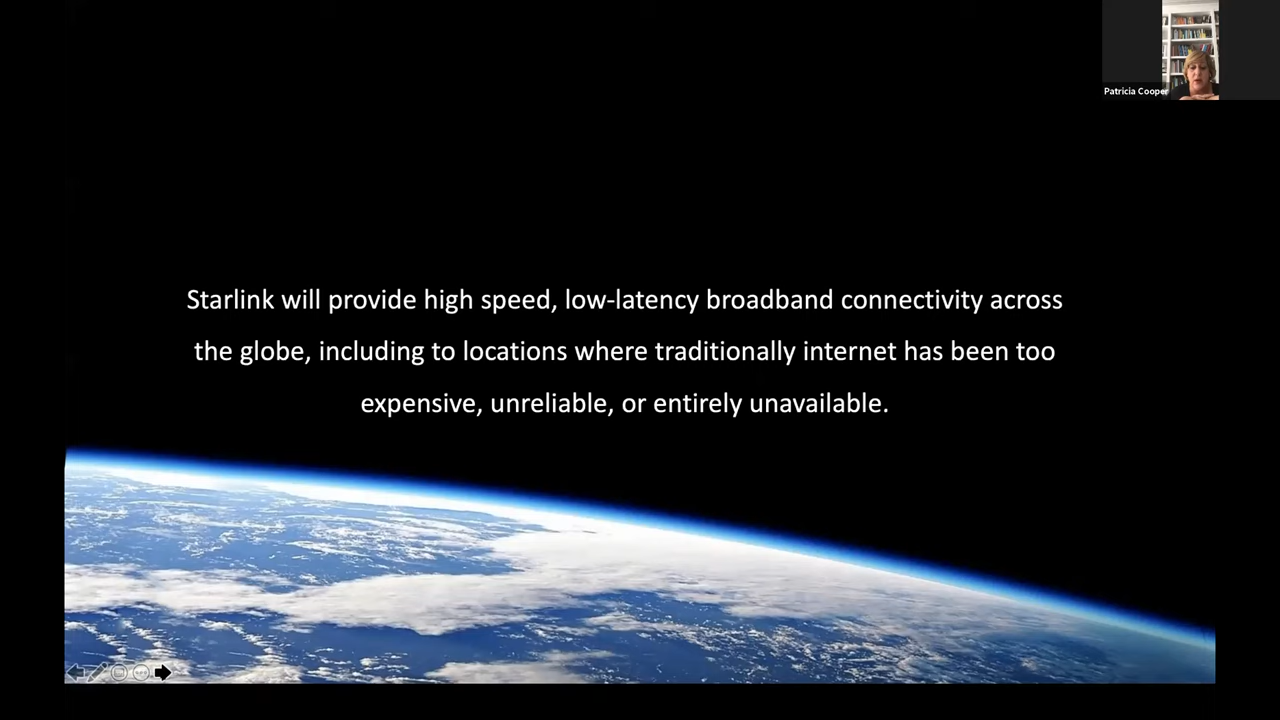 Patricia Cooper
Starlink will provide high speed, low-latency broadband connectivity across
the globe, including to locations where traditionally internet has been too
expensive, unreliable, or entirely unavailable.